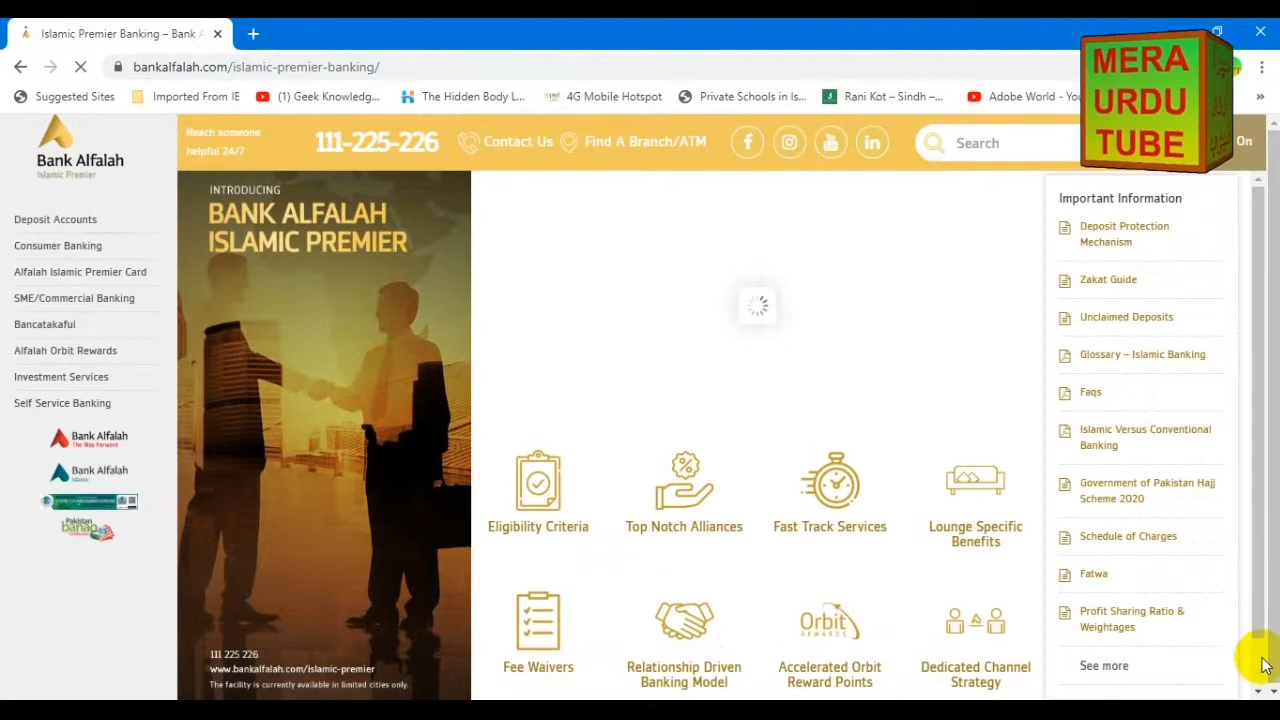 Islamic Premier Banking – Bank A
bankalfalah.com/islamic-premier-banking/
Suggested Sites
Imported From IE
(1) Geek Knowledg...
The Hidden Body L...
4G Mobile Hotspot
Private Schools in Is...
Rani Kot – Sindh –...
Adobe World - You
»
MERA
URDU
TUBE
Bank Alfalah
Islamic Premier
Reach someone
helpful 24/7
111-225-226
Contact Us
Find A Branch/ATM
Search
On
Deposit Accounts
Consumer Banking
Alfalah Islamic Premier Card
SME/Commercial Banking
Bancatakaful
Alfalah Orbit Rewards
Investment Services
Self Service Banking
Bank Alfalah
The Way Forward
Bank Alfalah
Islamic
Pakistan
banao
INTRODUCING
BANK ALFALAH
ISLAMIC PREMIER
111 225 226
www.bankalfalah.com/islamic-premier
The facility is currently available in limited cities only.
Eligibility Criteria
Top Notch Alliances
Fast Track Services
Lounge Specific
Benefits
Fee Waivers
Relationship Driven
Banking Model
Orbit
REWARDS
Accelerated Orbit
Reward Points
Dedicated Channel
Strategy
Important Information
Deposit Protection
Mechanism
Zakat Guide
Unclaimed Deposits
Glossary – Islamic Banking
Faqs
Islamic Versus Conventional
Banking
Government of Pakistan Hajj
Scheme 2020
Schedule of Charges
Fatwa
Profit Sharing Ratio &
Weightages
See more